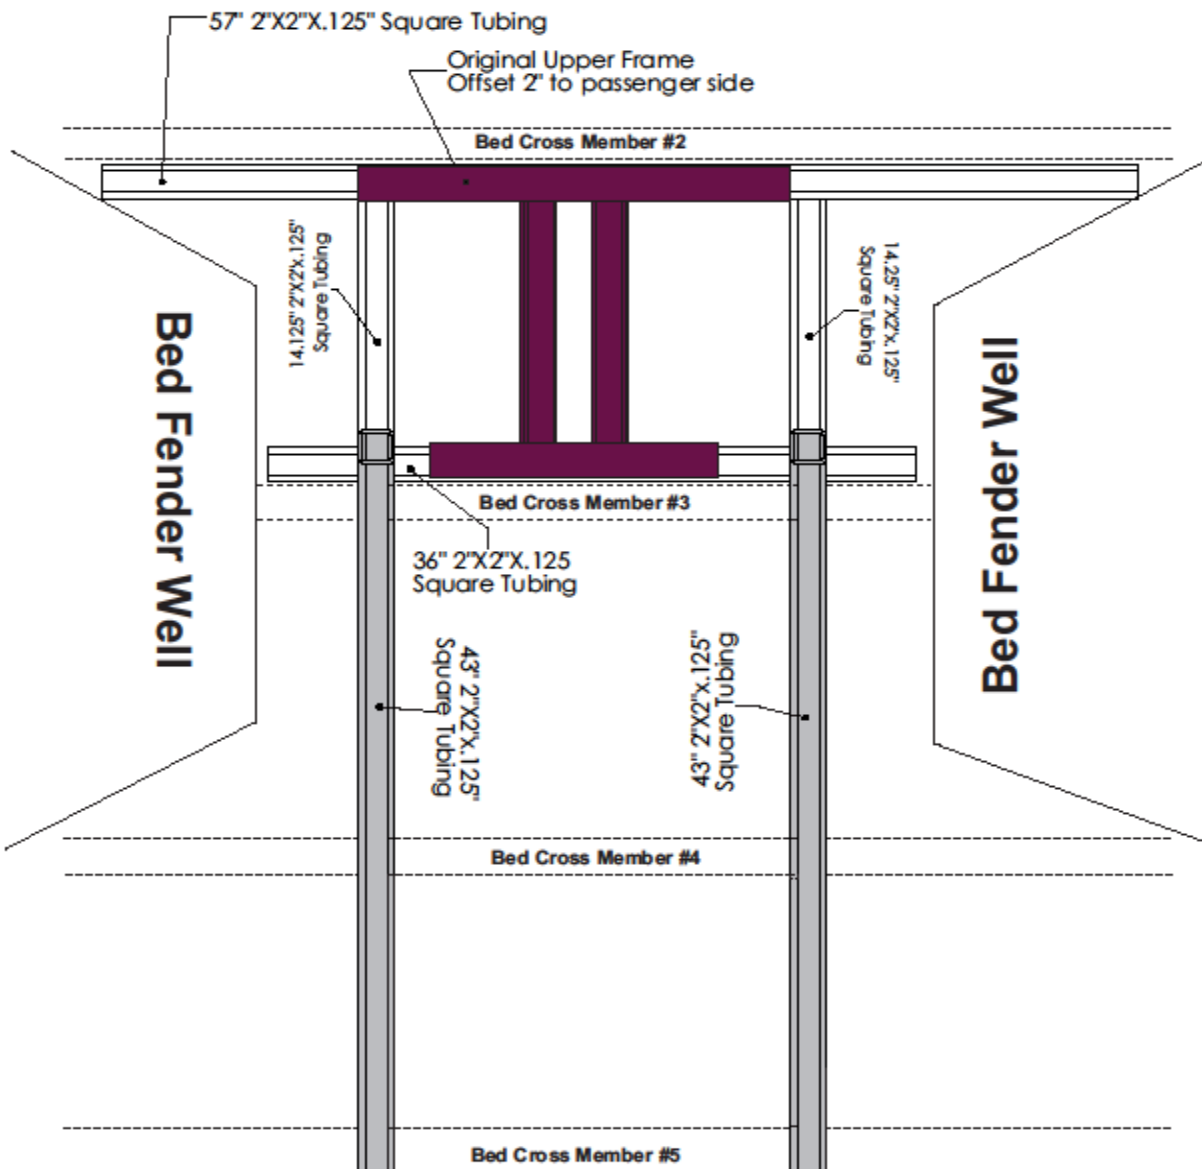 57" 2"X2"X.125" Square Tubing
Original Upper Frame
Offset 2" to passenger side
Bed Cross Member #2
14.125" 2"X2"x.125"
Square Tubing
14.25" 2"X2"x.125"
Square Tubing
Bed Fender Well
Bed Fender Well
Bed Cross Member #3
36" 2"X2"X.125
Square Tubing
43" 2"X2"x.125"
Square Tubing
43" 2"X2"x.125"
Square Tubing
Bed Cross Member #4
Bed Cross Member #5